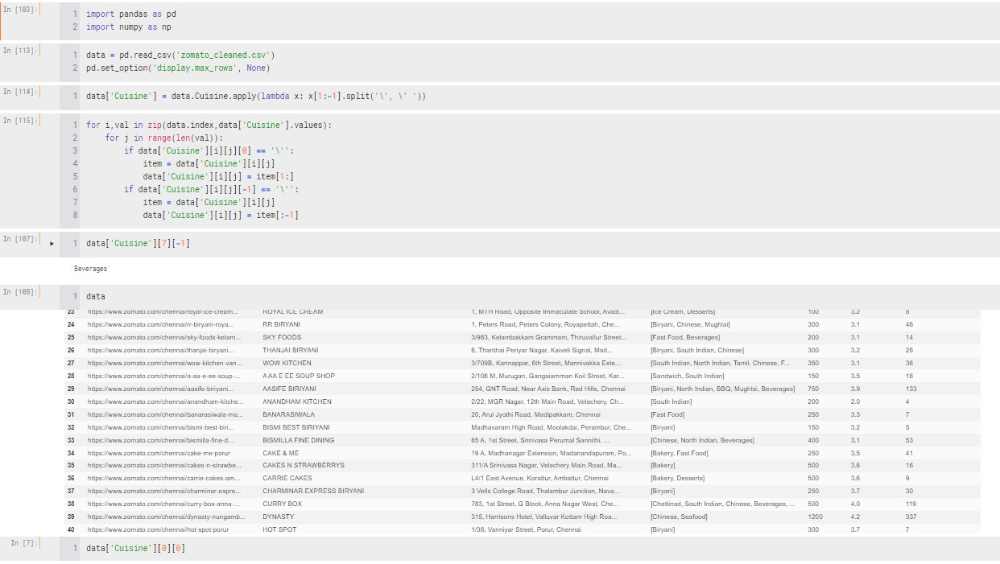 In [103]:
1 import pandas as pd
2 import numpy as np
In [113]:
1 data = pd.read_csv('zomato_cleaned.csv')
2 pd.set_option('display.max_rows', None)
In [114]:
1 data['Cuisine'] = data.Cuisine.apply(lambda x: x[1:-1].split('\', \' '))
In [115]:
1 for i,val in zip(data.index,data['Cuisine'].values):
2 for j in range(len(val)):
3 if data['Cuisine'][i][j][0] == '\'':
4 item = data['Cuisine'][i][j]
5 data['Cuisine'][i][j] = item[1:]
6 if data['Cuisine'][i][j][-1] == '\'':
7 item = data['Cuisine'][i][j]
8 data['Cuisine'][i][j] = item[:-1]
In [107]:
1 data['Cuisine'][7][-1]
'Beverages'
In [108]:
1 data
23 https://www.zomato.com/chennai/royal-ice-cream... ROYAL ICE CREAM 1, MTH Road, Opposite Immaculate School, Avadi... [Ice Cream, Desserts] 100 3.2 8
24 https://www.zomato.com/chennai/rr-biryani-roya... RR BIRYANI 1, Peters Road, Peters Colony, Royapettah, Che... [Biryani, Chinese, Mughlai] 300 3.1 46
25 https://www.zomato.com/chennai/sky-foods-kelam... SKY FOODS 3/963, Kelambakkam Grammam, Thiruvallur Street... [Fast Food, Beverages] 200 3.1 14
26 https://www.zomato.com/chennai/thanjai-biryani... THANJAI BIRYANI 6, Thanthai Periyar Nagar, Kaiveli Signal, Mad... [Biryani, South Indian, Chinese] 300 3.2 28
27 https://www.zomato.com/chennai/wow-kitchen-van... WOW KITCHEN 3/709B, Kannappar, 6th Street, Mannivakka Exte... [South Indian, North Indian, Tamil, Chinese, F... 350 3.1 36
28 https://www.zomato.com/chennai/a-aa-e-ee-soup-... A AA E EE SOUP SHOP 2/106 M, Murugan, Gangaiamman Koil Street, Kar... [Sandwich, South Indian] 150 3.5 16
29 https://www.zomato.com/chennai/aasife-biriyani... AASIFE BIRIYANI 254, GNT Road, Near Axis Bank, Red Hills, Chennai [Biryani, North Indian, BBQ, Mughlai, Beverages] 750 3.9 133
30 https://www.zomato.com/chennai/anandham-kitche... ANANDHAM KITCHEN 2/22, MGR Nagar, 12th Main Road, Velachery, Ch... [South Indian] 200 2.0 4
31 https://www.zomato.com/chennai/banarasiwala-ma... BANARASIWALA 20, Arul Jyothi Road, Madipakkam, Chennai [Fast Food] 250 3.3 7
32 https://www.zomato.com/chennai/bismi-best-biri... BISMI BEST BIRIYANI Madhavaram High Road, Moolakdai, Perambur, Che... [Biryani] 150 3.2 5
33 https://www.zomato.com/chennai/bismilla-fine-d... BISMILLA FINE DINING 65 A, 1st Street, Srinivasa Perumal Sannithi, ... [Chinese, North Indian, Beverages] 400 3.1 53
34 https://www.zomato.com/chennai/cake-me-porur CAKE & ME 19 A, Madhanagar Extension, Madanandapuram, Po... [Bakery, Fast Food] 250 3.5 41
35 https://www.zomato.com/chennai/cakes-n-strawbe... CAKES N STRAWBERRYS 311/A Srinivasa Nagar, Velachery Main Road, Ma... [Bakery] 500 3.6 16
36 https://www.zomato.com/chennai/carrie-cakes-am... CARRIE CAKES L4/1 East Avenue, Korattur, Ambattur, Chennai [Bakery, Desserts] 500 3.6 9
37 https://www.zomato.com/chennai/charminar-expre... CHARMINAR EXPRESS BIRYANI 3 Vells College Road, Thalambur Junction, Nava... [Biryani] 250 3.7 30
38 https://www.zomato.com/chennai/curry-box-anna-... CURRY BOX 783, 1st Street, G Block, Anna Nagar West, Che... [Chettinad, South Indian, Chinese, Beverages, ... 500 4.0 119
39 https://www.zomato.com/chennai/dynasty-nungamb... DYNASTY 315, Harrisons Hotel, Valluvar Kottam High Roa... [Chinese, Seafood] 1200 4.2 337
40 https://www.zomato.com/chennai/hot-spot-porur HOT SPOT 1/38, Vanniyar Street, Porur, Chennai [Biryani] 300 3.7 7
In [7]:
1 data['Cuisine'][0][0]